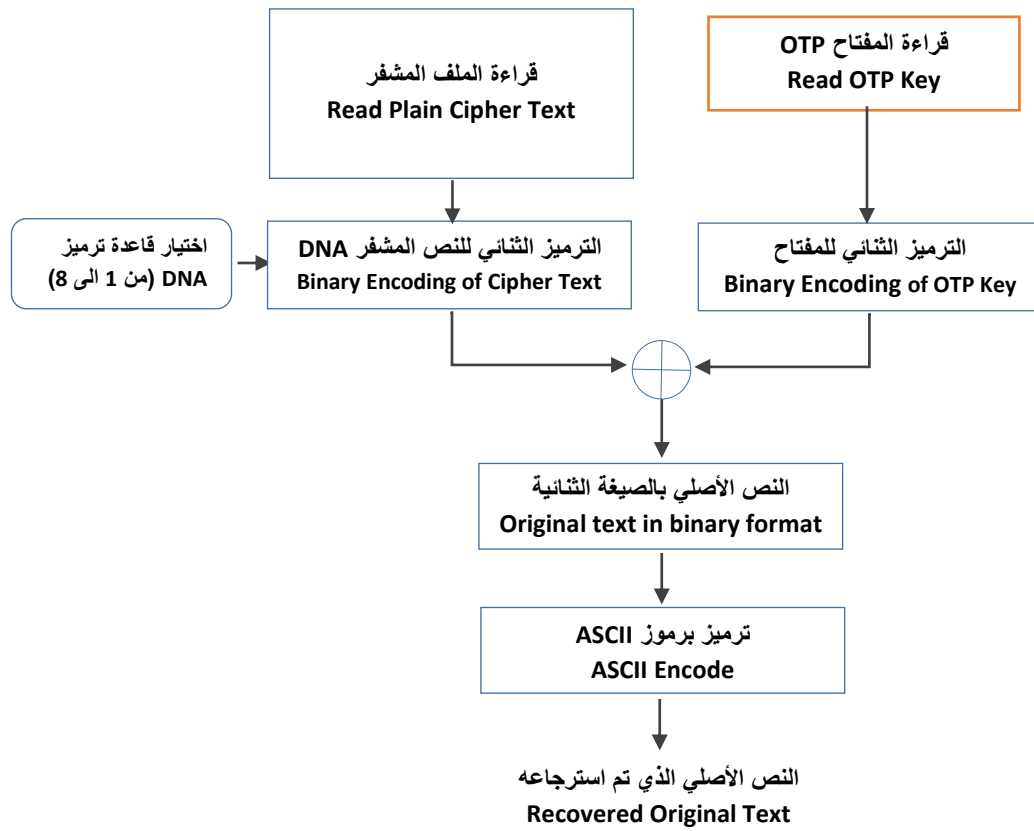 قراءة الملف المشفر
Read Plain Cipher Text
قراءة المفتاح OTP
Read OTP Key
اختيار قاعدة ترميز
DNA (من 1 الى 8)
الترميز الثنائي للنص المشفر DNA
Binary Encoding of Cipher Text
الترميز الثنائي للمفتاح
Binary Encoding of OTP Key
النص الأصلي بالصيغة الثنائية
Original text in binary format
ترميز برموز ASCII
ASCII Encode
النص الأصلي الذي تم استرجاعه
Recovered Original Text